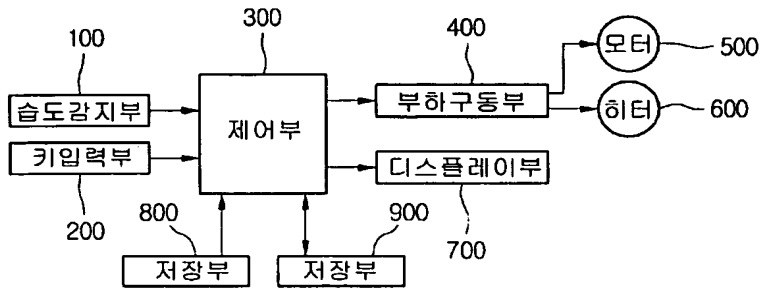 100
습도감지부
키입력부
200
300
제어부
400
부하구동부
모터
500
히터
600
디스플레이부
700
800
저장부
900
저장부